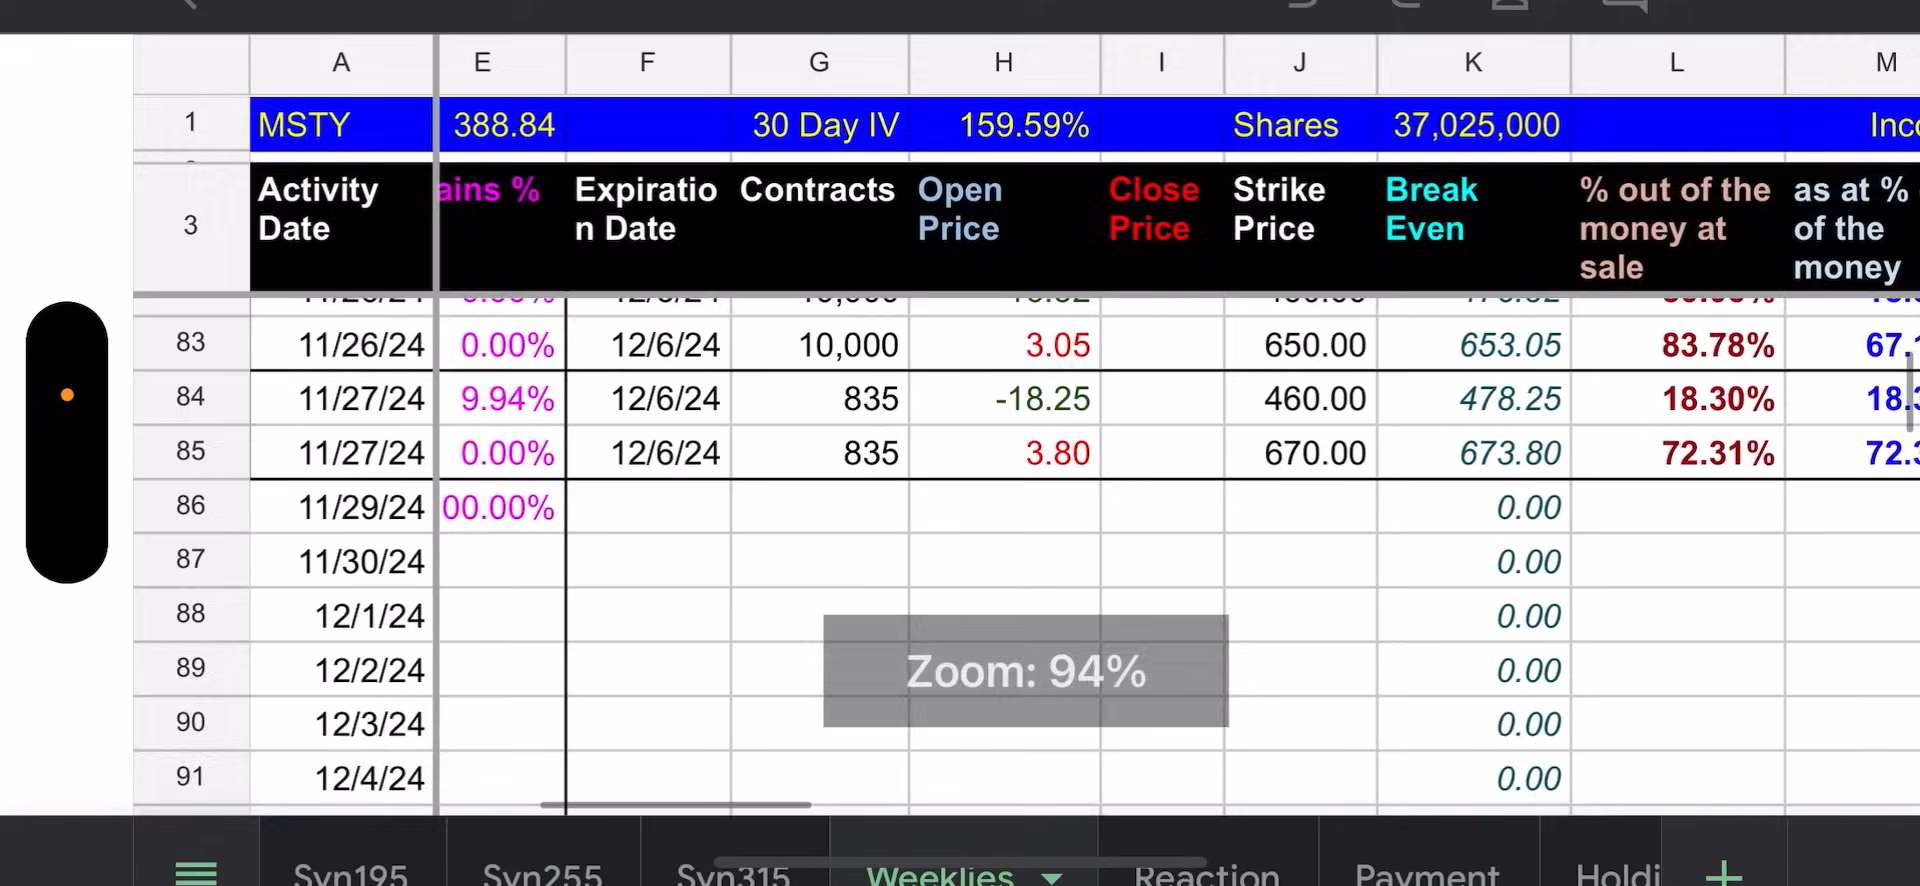 A E F G H I J K L M
1 MSTY 388.84 30 Day IV 159.59% Shares 37,025,000
3 Activity Date ains % Expiratio n Date Contracts Open Price Close Price Strike Price Break Even % out of the money at sale as at % of the money
83 11/26/24 0.00% 12/6/24 10,000 3.05 650.00 653.05 83.78% 67.
84 11/27/24 9.94% 12/6/24 835 -18.25 460.00 478.25 18.30% 18.
85 11/27/24 0.00% 12/6/24 835 3.80 670.00 673.80 72.31% 72.
86 11/29/24 00.00% 0.00
87 11/30/24 0.00
88 12/1/24 0.00
89 12/2/24 0.00
Zoom: 94%
90 12/3/24 0.00
91 12/4/24 0.00
Syn195 Syn255 Syn315 Weeklies Reaction Payment Holdi